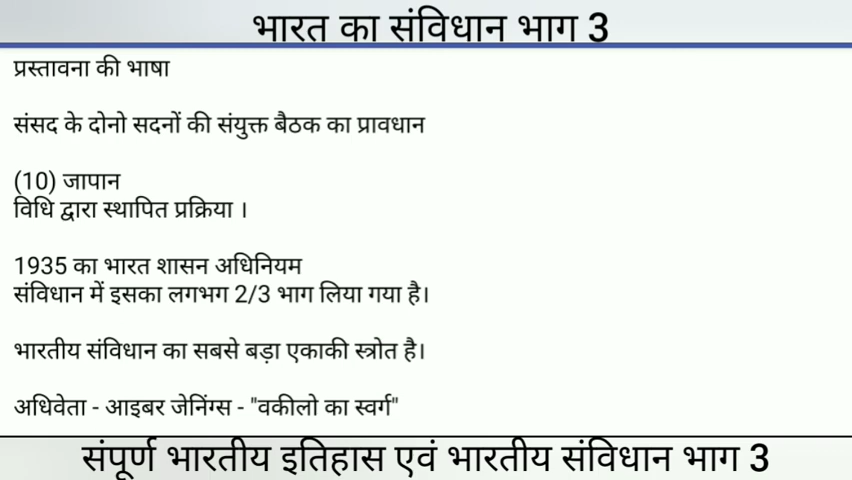 भारत का संविधान भाग 3
प्रस्तावना की भाषा
संसद के दोनो सदनों की संयुक्त बैठक का प्रावधान
(10) जापान
विधि द्वारा स्थापित प्रक्रिया ।
1935 का भारत शासन अधिनियम
संविधान में इसका लगभग 2/3 भाग लिया गया है।
भारतीय संविधान का सबसे बड़ा एकाकी स्त्रोत है।
अधिवेता - आइबर जेनिंग्स - "वकीलो का स्वर्ग"
संपूर्ण भारतीय इतिहास एवं भारतीय संविधान भाग 3